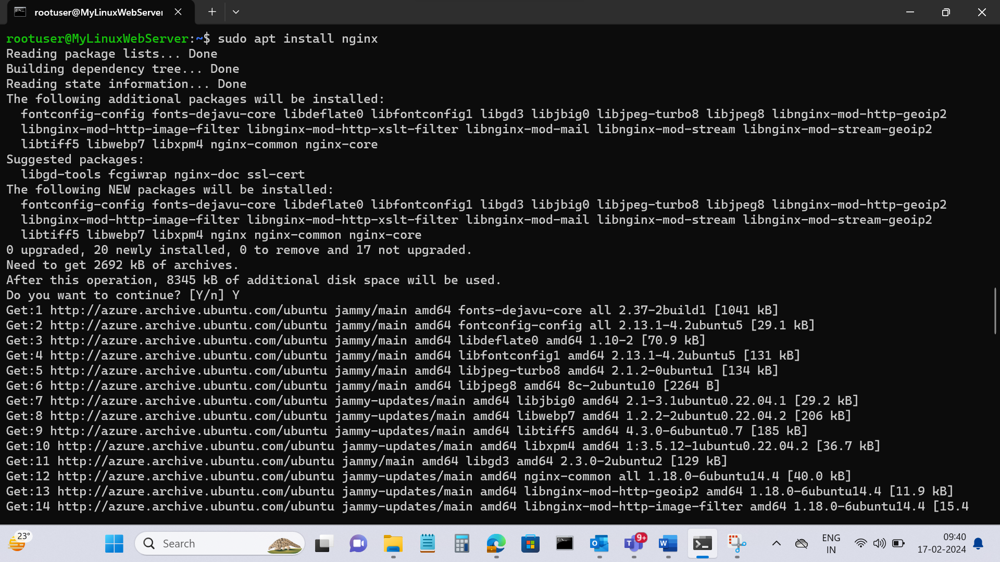 rootuser@MyLinuxWebServer
rootuser@MyLinuxWebServer:~$ sudo apt install nginx
Reading package lists... Done
Building dependency tree... Done
Reading state information... Done
The following additional packages will be installed:
  fontconfig-config fonts-dejavu-core libdeflate0 libfontconfig1 libgd3 libjbig0 libjpeg-turbo8 libjpeg8 libnginx-mod-http-geoip2
  libnginx-mod-http-image-filter libnginx-mod-http-xslt-filter libnginx-mod-mail libnginx-mod-stream libnginx-mod-stream-geoip2
  libtiff5 libwebp7 libxpm4 nginx-common nginx-core
Suggested packages:
  libgd-tools fcgiwrap nginx-doc ssl-cert
The following NEW packages will be installed:
  fontconfig-config fonts-dejavu-core libdeflate0 libfontconfig1 libgd3 libjbig0 libjpeg-turbo8 libjpeg8 libnginx-mod-http-geoip2
  libnginx-mod-http-image-filter libnginx-mod-http-xslt-filter libnginx-mod-mail libnginx-mod-stream libnginx-mod-stream-geoip2
  libtiff5 libwebp7 libxpm4 nginx nginx-common nginx-core
0 upgraded, 20 newly installed, 0 to remove and 17 not upgraded.
Need to get 2692 kB of archives.
After this operation, 8345 kB of additional disk space will be used.
Do you want to continue? [Y/n] Y
Get:1 http://azure.archive.ubuntu.com/ubuntu jammy/main amd64 fonts-dejavu-core all 2.37-2build1 [1041 kB]
Get:2 http://azure.archive.ubuntu.com/ubuntu jammy/main amd64 fontconfig-config all 2.13.1-4.2ubuntu5 [29.1 kB]
Get:3 http://azure.archive.ubuntu.com/ubuntu jammy/main amd64 libdeflate0 amd64 1.10-2 [70.9 kB]
Get:4 http://azure.archive.ubuntu.com/ubuntu jammy/main amd64 libfontconfig1 amd64 2.13.1-4.2ubuntu5 [131 kB]
Get:5 http://azure.archive.ubuntu.com/ubuntu jammy/main amd64 libjpeg-turbo8 amd64 2.1.2-0ubuntu1 [134 kB]
Get:6 http://azure.archive.ubuntu.com/ubuntu jammy/main amd64 libjpeg8 amd64 8c-2ubuntu10 [2264 B]
Get:7 http://azure.archive.ubuntu.com/ubuntu jammy-updates/main amd64 libjbig0 amd64 2.1-3.1ubuntu0.22.04.1 [29.2 kB]
Get:8 http://azure.archive.ubuntu.com/ubuntu jammy-updates/main amd64 libwebp7 amd64 1.2.2-2ubuntu0.22.04.2 [206 kB]
Get:9 http://azure.archive.ubuntu.com/ubuntu jammy-updates/main amd64 libtiff5 amd64 4.3.0-6ubuntu0.7 [185 kB]
Get:10 http://azure.archive.ubuntu.com/ubuntu jammy-updates/main amd64 libxpm4 amd64 1:3.5.12-1ubuntu0.22.04.2 [36.7 kB]
Get:11 http://azure.archive.ubuntu.com/ubuntu jammy/main amd64 libgd3 amd64 2.3.0-2ubuntu2 [129 kB]
Get:12 http://azure.archive.ubuntu.com/ubuntu jammy-updates/main amd64 nginx-common all 1.18.0-6ubuntu14.4 [40.0 kB]
Get:13 http://azure.archive.ubuntu.com/ubuntu jammy-updates/main amd64 libnginx-mod-http-geoip2 amd64 1.18.0-6ubuntu14.4 [11.9 kB]
Get:14 http://azure.archive.ubuntu.com/ubuntu jammy-updates/main amd64 libnginx-mod-http-image-filter amd64 1.18.0-6ubuntu14.4 [15.4
23°
Search
9+
ENG
IN
09:40
17-02-2024